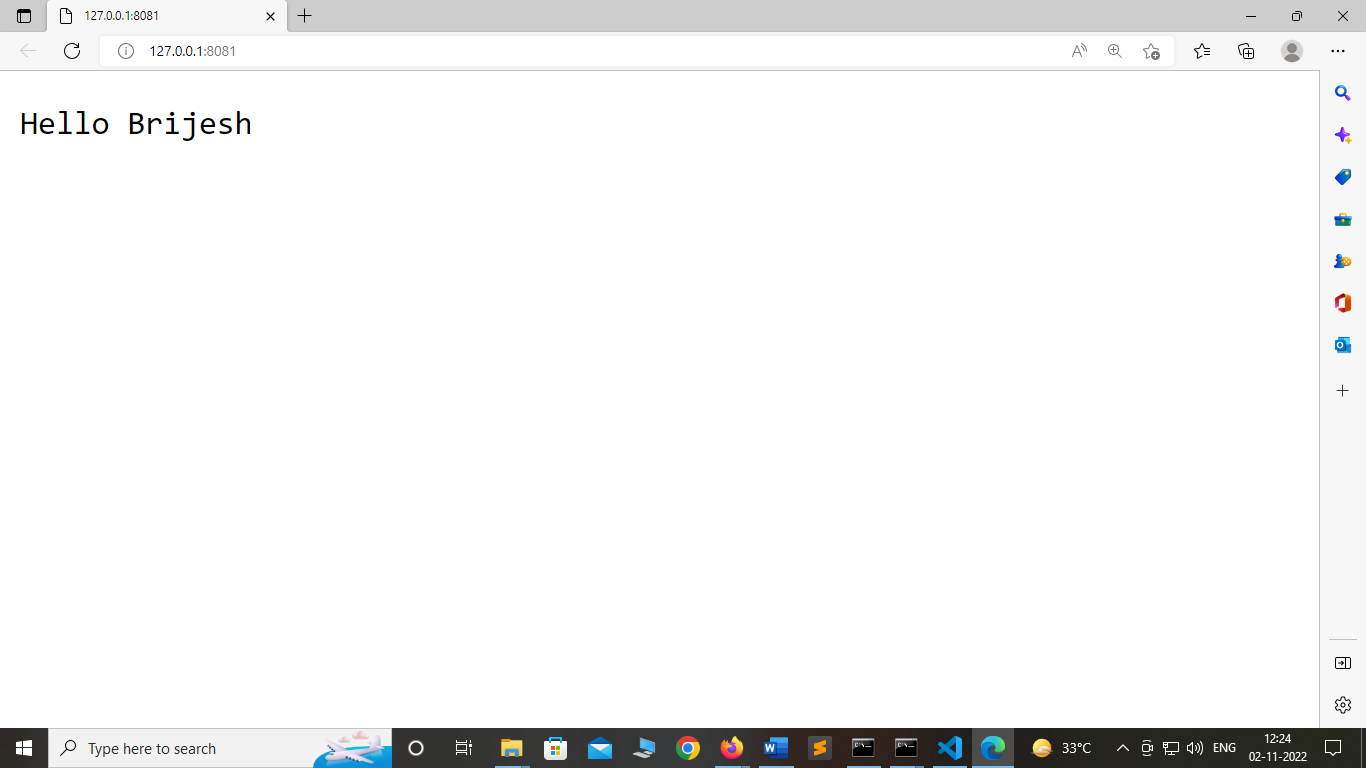 127.0.0.1:8081
127.0.0.1:8081
Hello Brijesh
Type here to search
33°C
ENG
12:24
02-11-2022